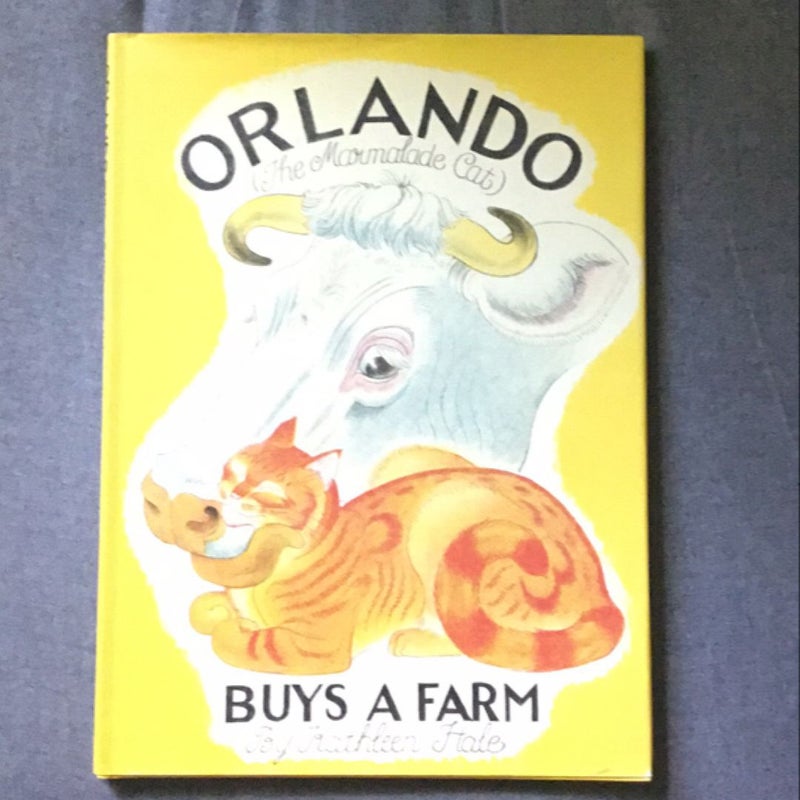 ORLANDO
(The Marmalade Cat)
BUYS A FARM
By Kathleen Hale